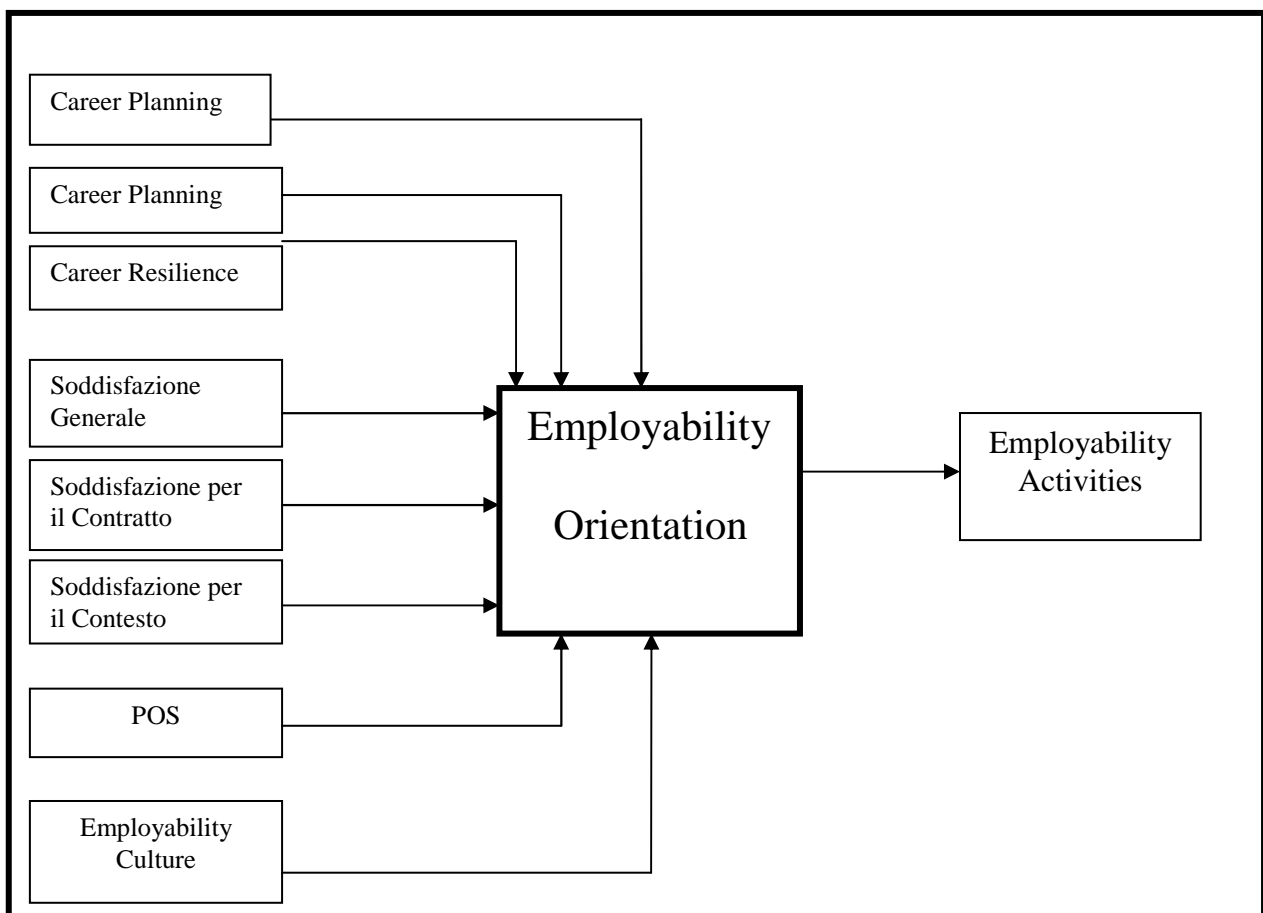 Career Planning
Career Planning
Career Resilience
Soddisfazione
Generale
Soddisfazione per
il Contratto
Soddisfazione per
il Contesto
POS
Employability
Culture
Employability
Orientation
Employability
Activities